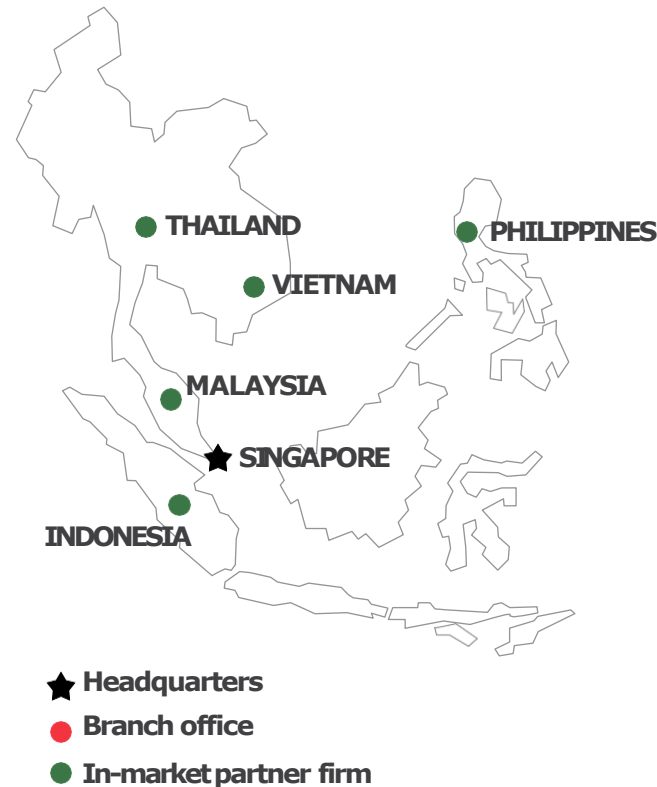 THAILAND
PHILIPPINES
VIETNAM
MALAYSIA
SINGAPORE
INDONESIA
Headquarters
Branch office
In-market partner firm